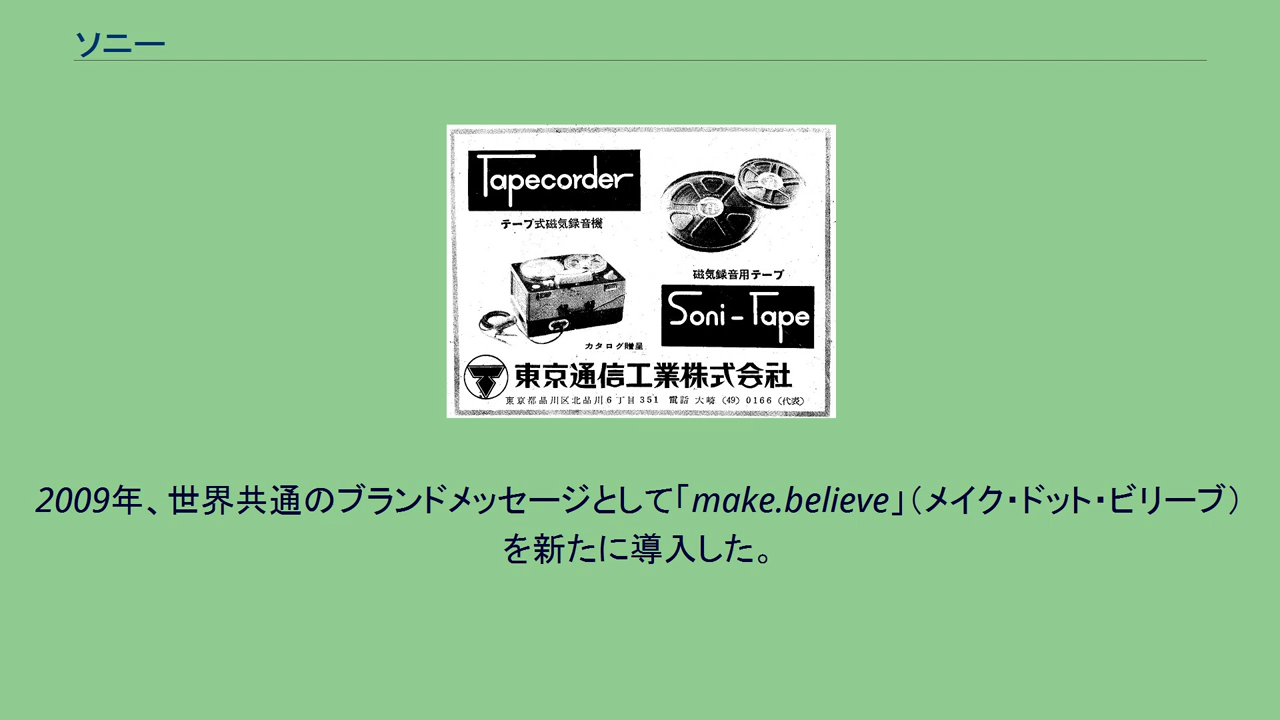 ソニー
Tapecorder
テープ式磁気録音機
磁気録音用テープ
Soni-Tape
カタログ贈呈
東京通信工業株式会社
東京都品川区北品川6丁目351 電話 大崎 (49) 0166 (代表)
2009年、世界共通のブランドメッセージとして「make.believe」（メイク・ドット・ビリーブ）
を新たに導入した。